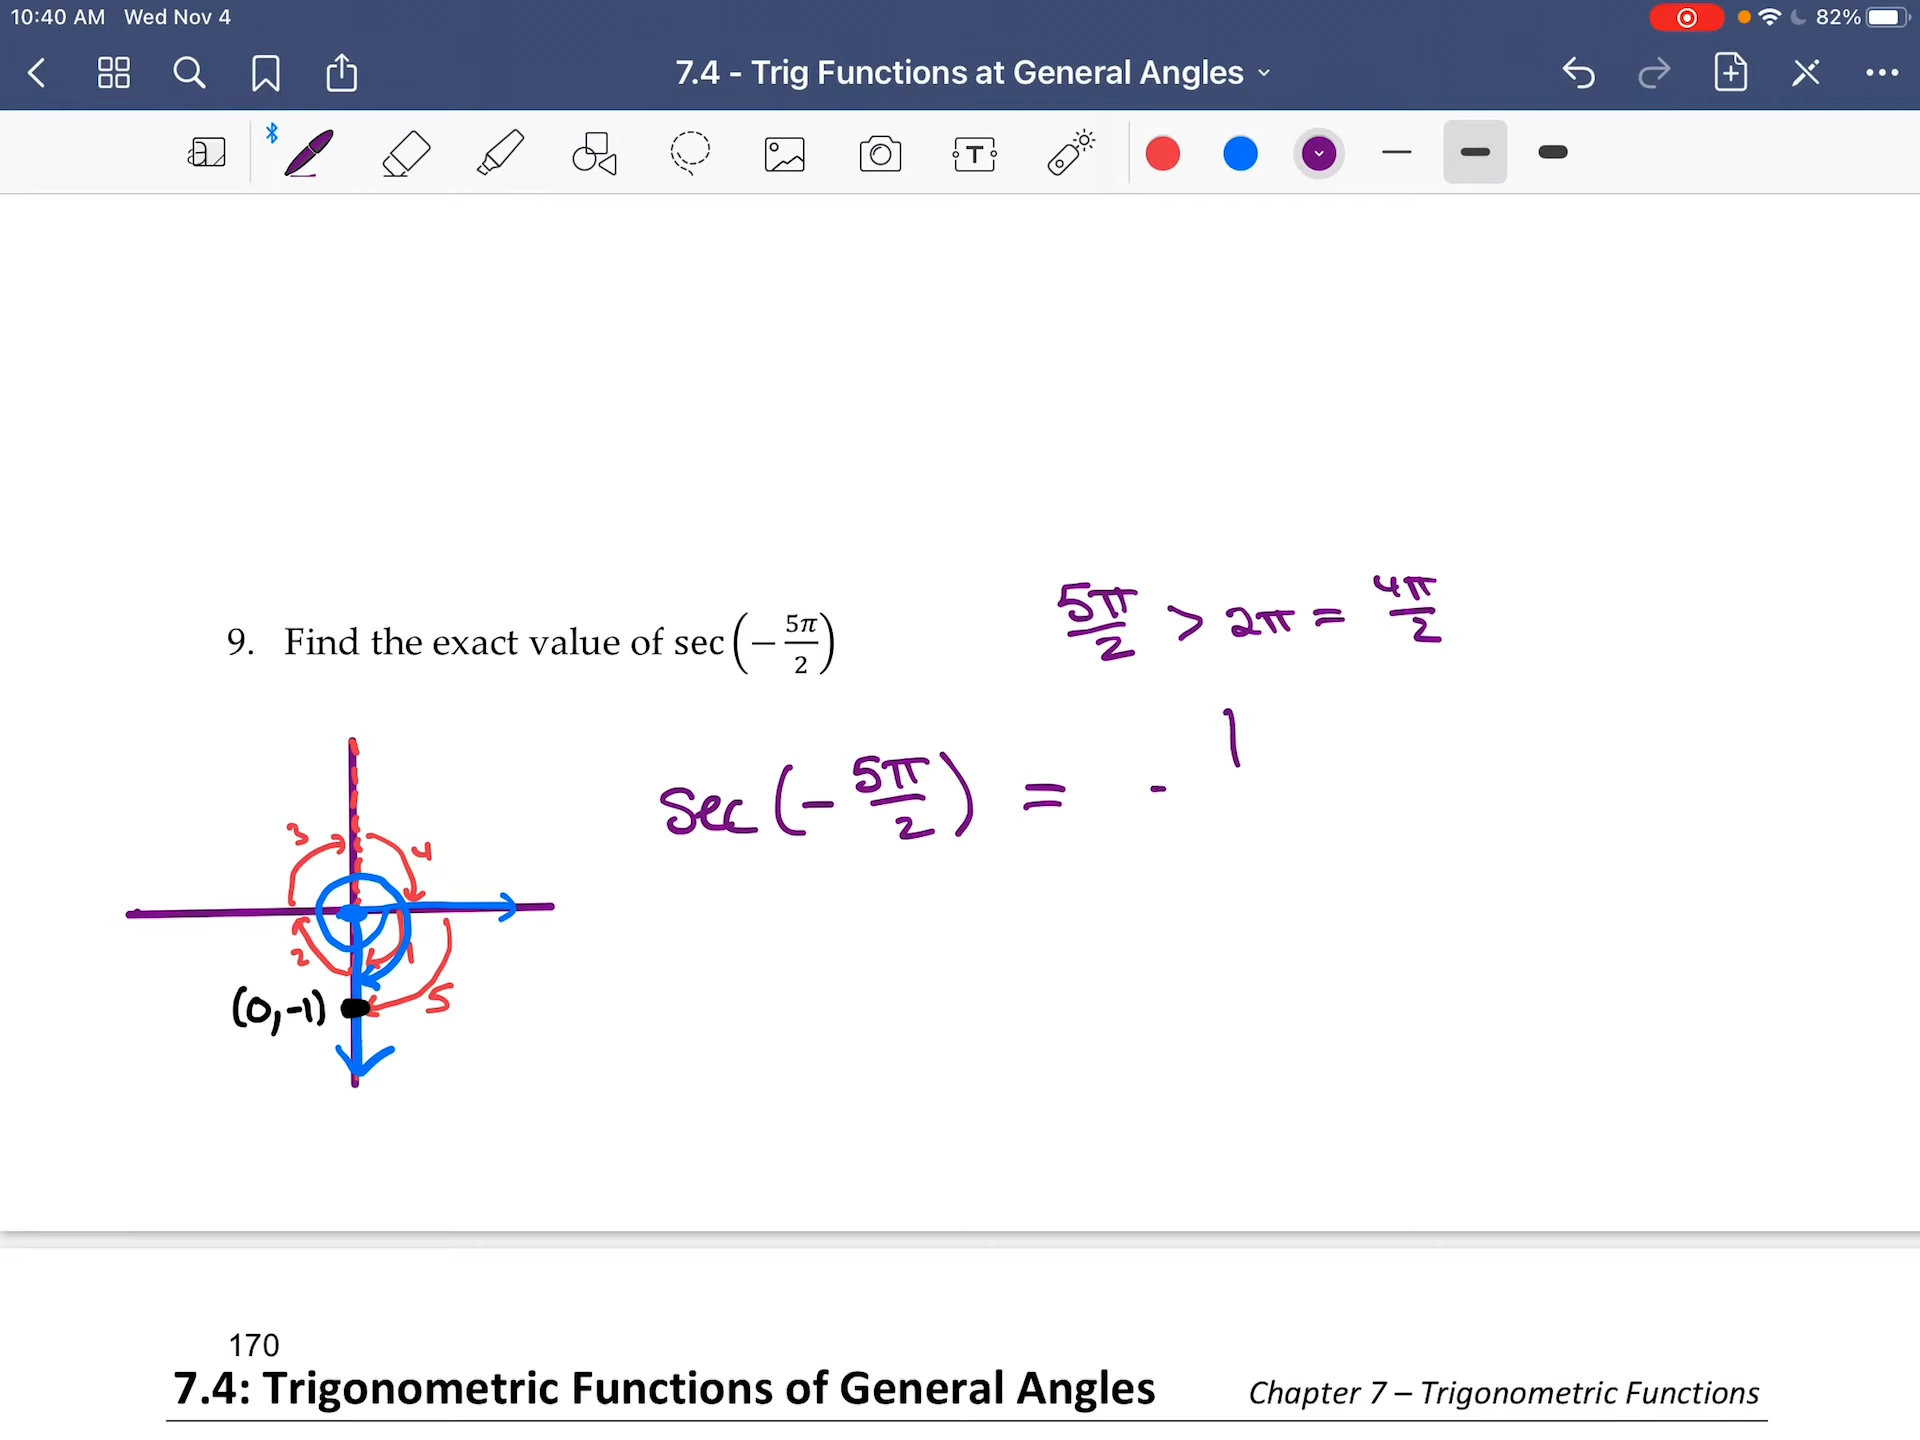 10:40 AM Wed Nov 4
82%
7.4 - Trig Functions at General Angles
9. Find the exact value of sec(−5π/2)
5π/2 > 2π = 4π/2
sec(-5π/2) = - 1
3
4
2
1
5
(0,-1)
170
7.4: Trigonometric Functions of General Angles
Chapter 7 – Trigonometric Functions